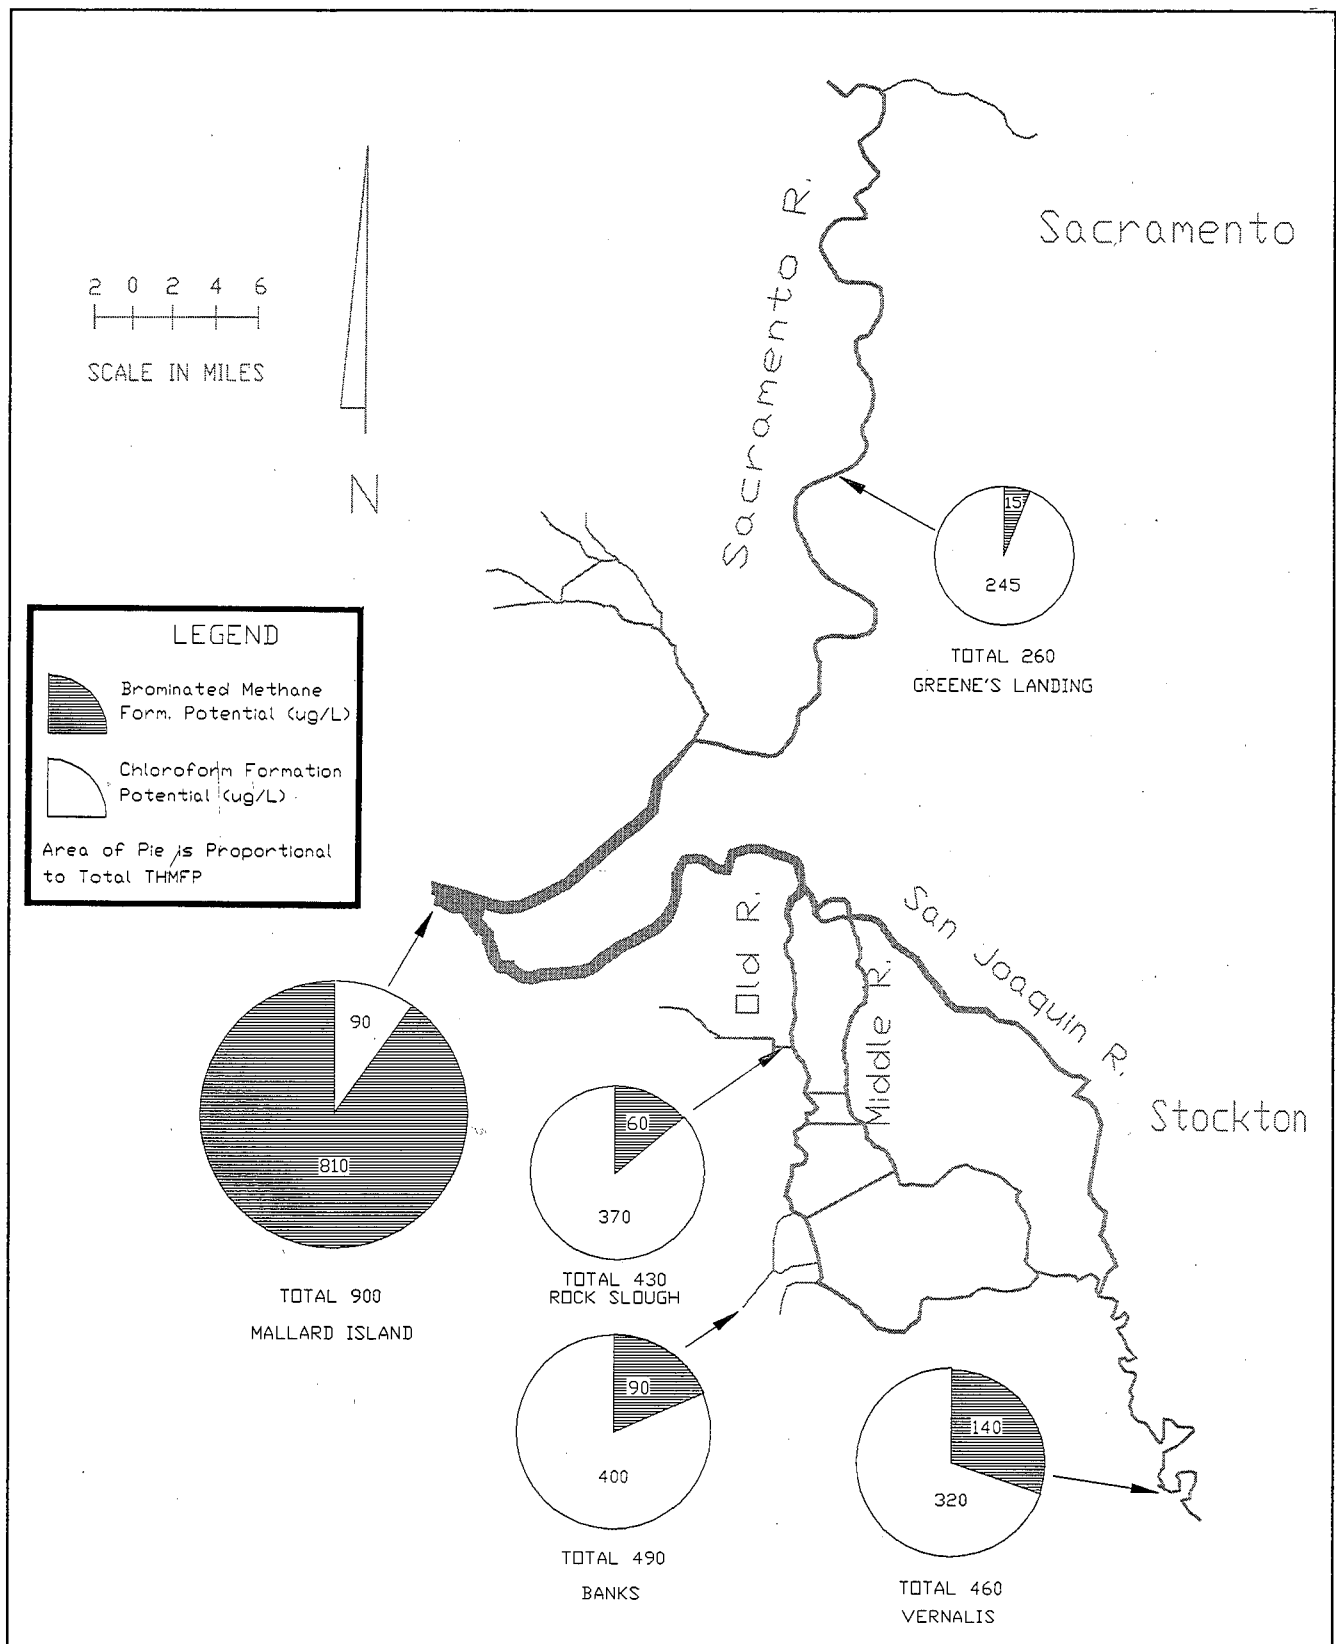 Sacramento
Sacramento R.
2 0 2 4 6
SCALE IN MILES
N
15
245
TOTAL 260
GREENE'S LANDING
LEGEND
Brominated Methane
Form. Potential (ug/L)
Chloroform Formation
Potential (ug/L)
Area of Pie is Proportional
to Total THMFP
Old R.
Middle R.
San Joaquin R.
Stockton
90
810
TOTAL 900
MALLARD ISLAND
60
370
TOTAL 430
ROCK SLOUGH
90
400
TOTAL 490
BANKS
140
320
TOTAL 460
VERNALIS